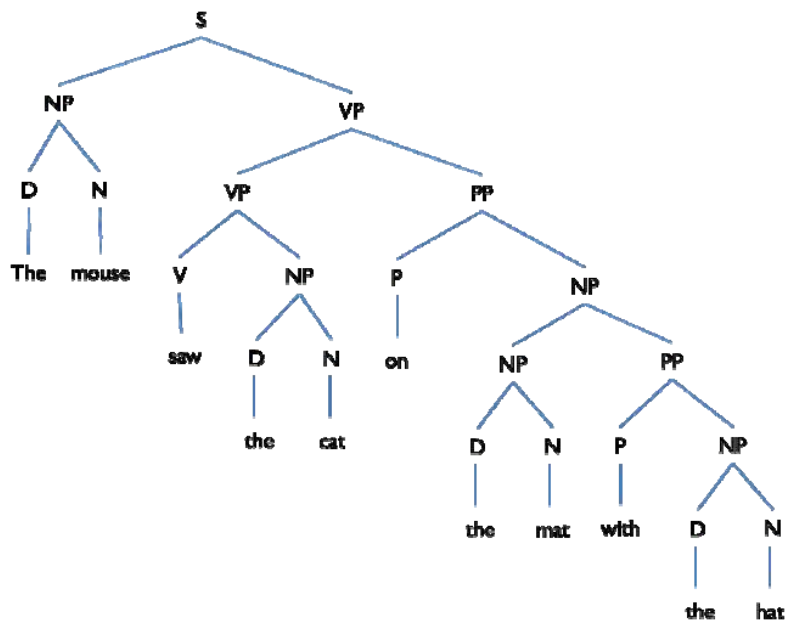 S
NP VP
D N VP PP
The mouse V NP P NP
saw D N on NP PP
the cat D N P NP
the mat with D N
the hat